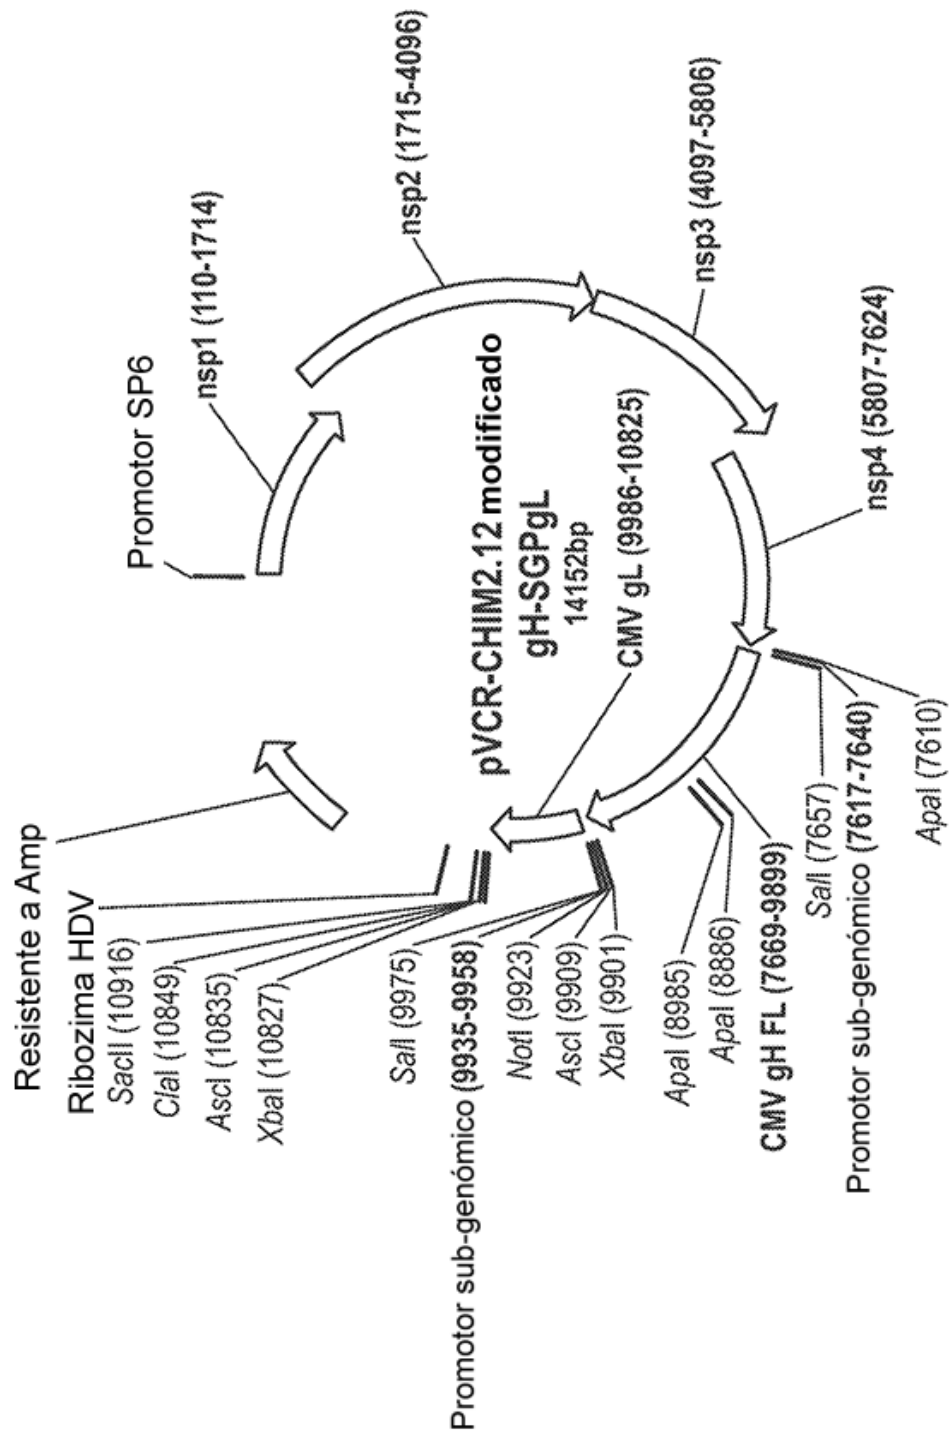 Promotor SP6
nsp1 (110-1714)
nsp2 (1715-4096)
nsp3 (4097-5806)
nsp4 (5807-7624)
pVCR-CHIM2.12 modificado
gH-SGPgL
14152bp
CMV gL (9986-10825)
Resistente a Amp
Ribozima HDV
SacII (10916)
ClaI (10849)
AscI (10835)
XbaI (10827)
SalI (9975)
Promotor sub-genómico (9935-9958)
NotI (9923)
AscI (9909)
XbaI (9901)
ApaI (8985)
ApaI (8886)
CMV gH FL (7669-9899)
SalI (7657)
Promotor sub-genómico (7617-7640)
ApaI (7610)